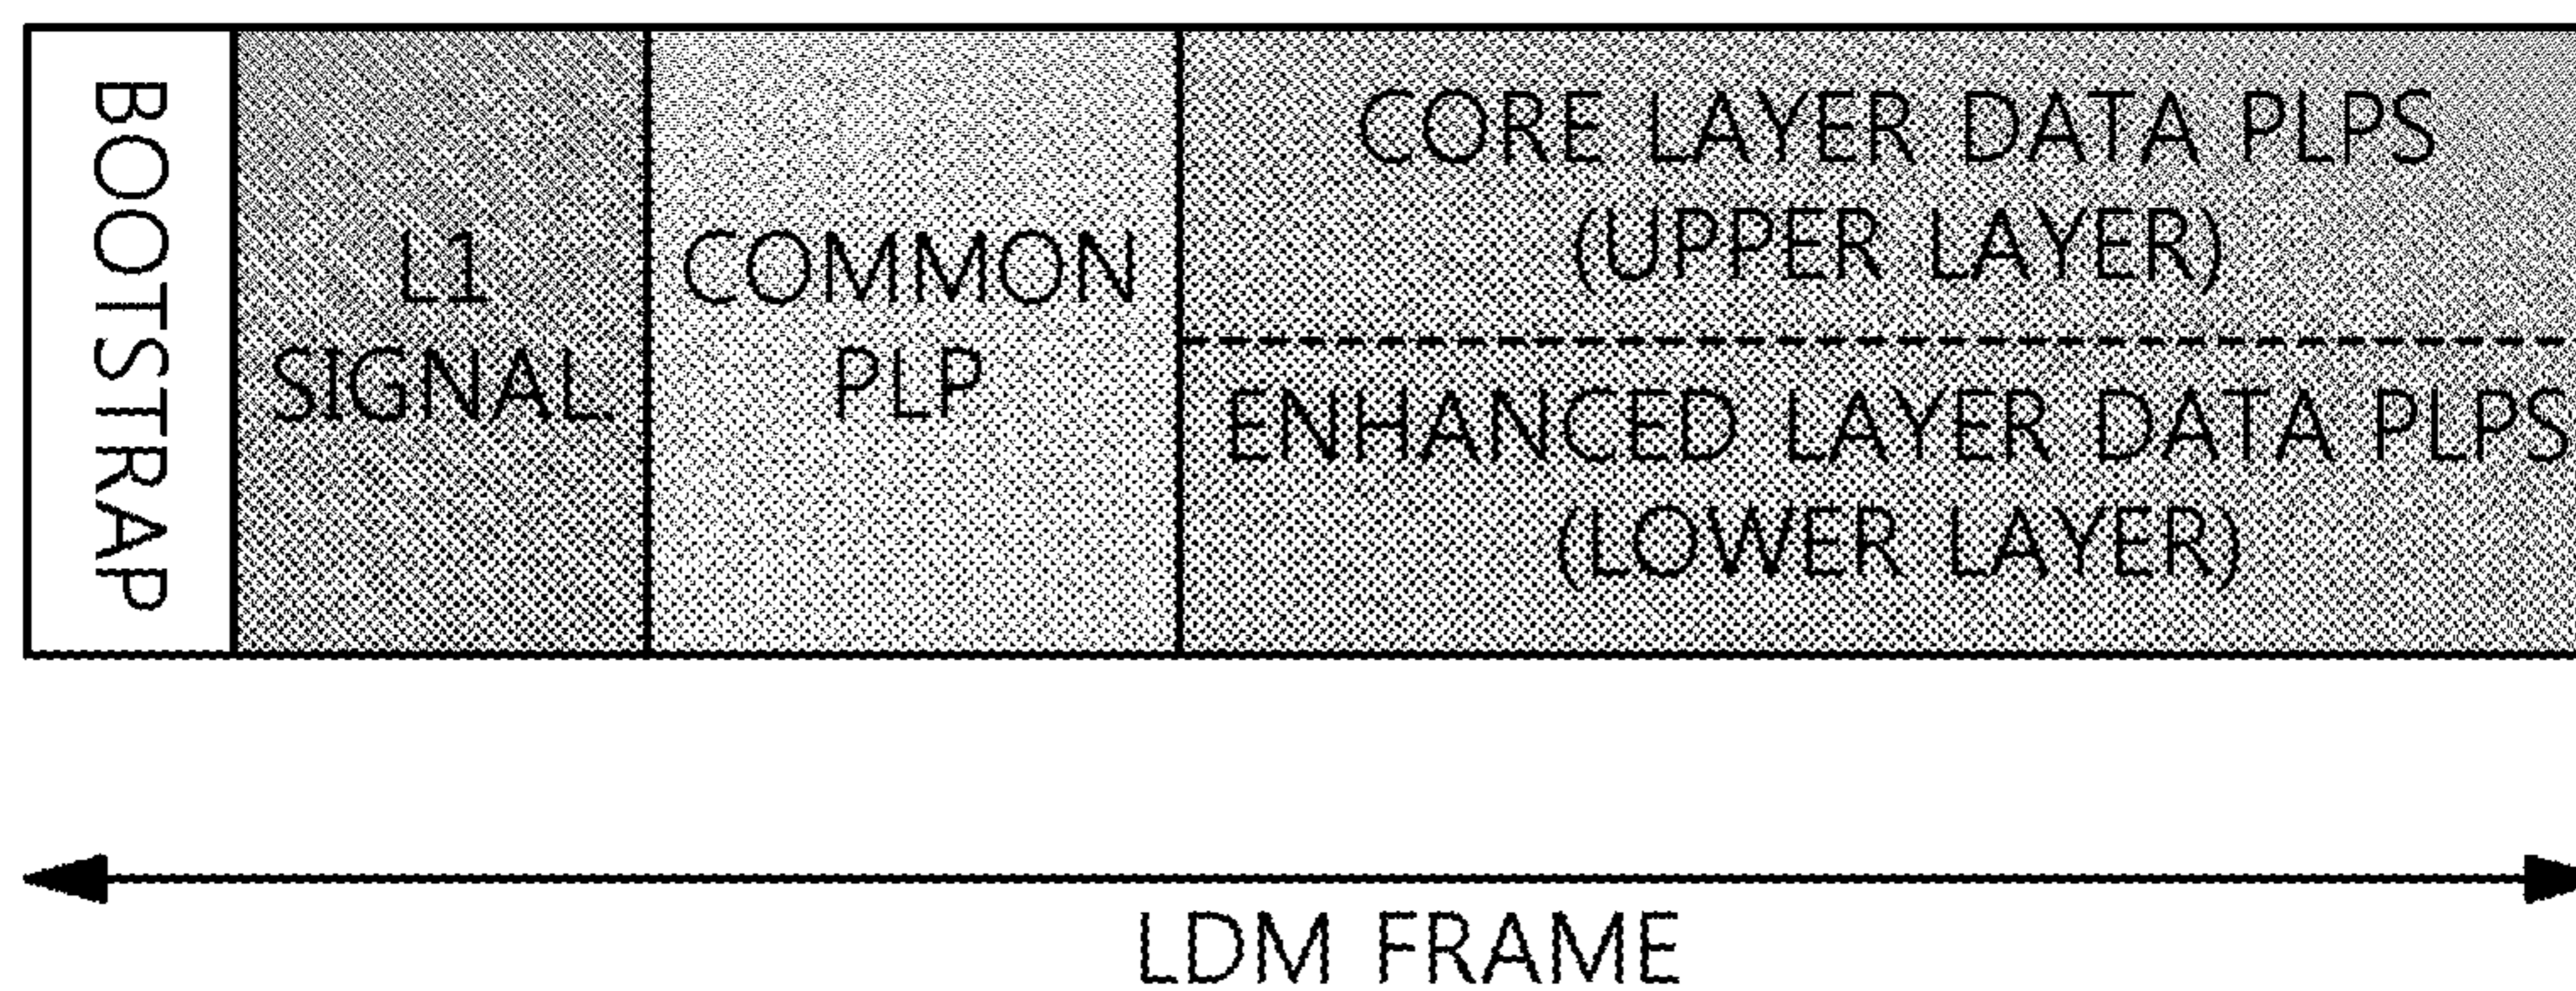 BOOTSTRAP
L1
SIGNAL
COMMON
PLP
CORE LAYER DATA PLPS
(UPPER LAYER)
ENHANCED LAYER DATA PLPS
(LOWER LAYER)
LDM FRAME